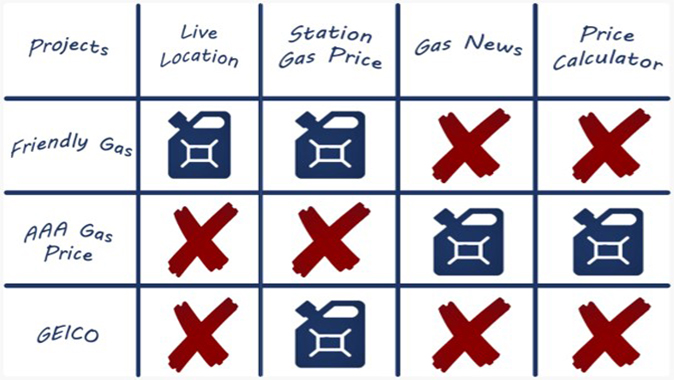 Projects
Live
Location
Station
Gas Price
Gas News
Price
Calculator
Friendly Gas
AAA Gas
Price
GEICO